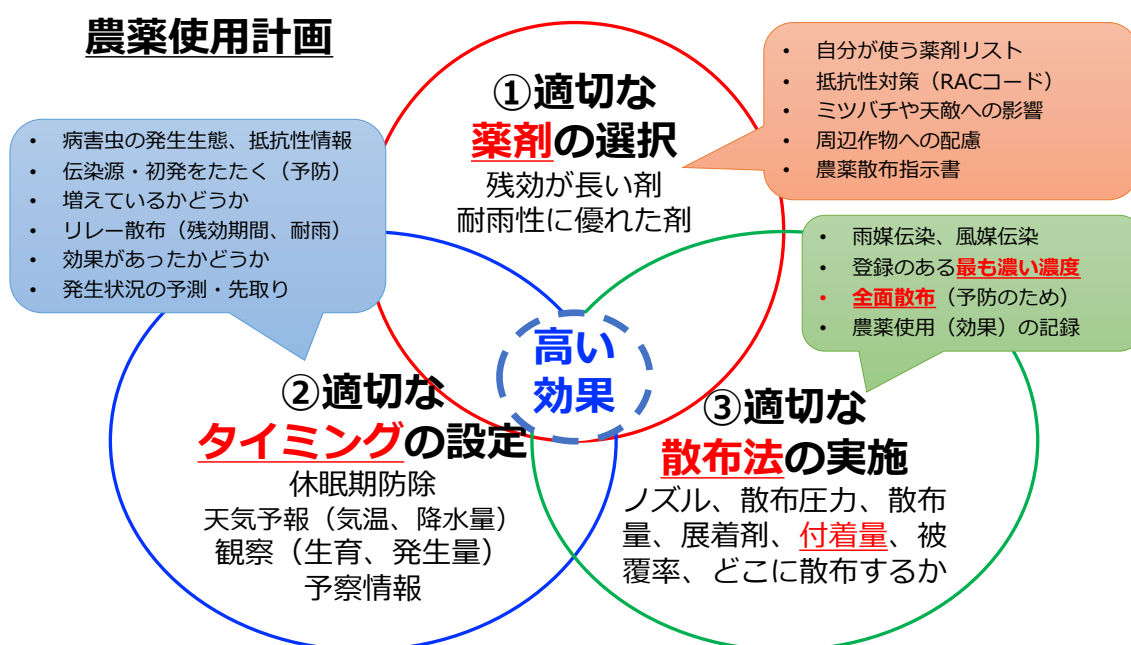 農薬使用計画
①適切な
薬剤の選択
残効が長い剤
耐雨性に優れた剤
• 自分が使う薬剤リスト
• 抵抗性対策（RACコード）
• ミツバチや天敵への影響
• 周辺作物への配慮
• 農薬散布指示書
• 病害虫の発生生態、抵抗性情報
• 伝染源・初発をたたく（予防）
• 増えているかどうか
• リレー散布（残効期間、耐雨）
• 効果があったかどうか
• 発生状況の予測・先取り
• 雨媒伝染、風媒伝染
• 登録のある最も濃い濃度
• 全面散布（予防のため）
• 農薬使用（効果）の記録
高い
効果
②適切な
タイミングの設定
休眠期防除
天気予報（気温、降水量）
観察（生育、発生量）
予察情報
③適切な
散布法の実施
ノズル、散布圧力、散布
量、展着剤、付着量、被
覆率、どこに散布するか